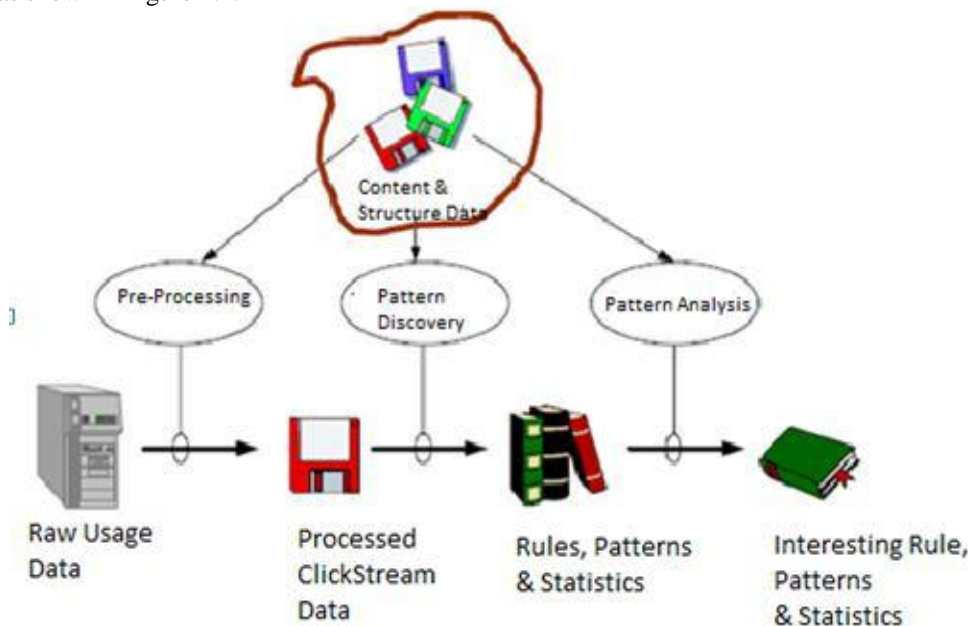 Content &
Structure Data
Pre-Processing
Pattern
Discovery
Pattern Analysis
Raw Usage
Data
Processed
ClickStream
Data
Rules, Patterns
& Statistics
Interesting Rule,
Patterns
& Statistics